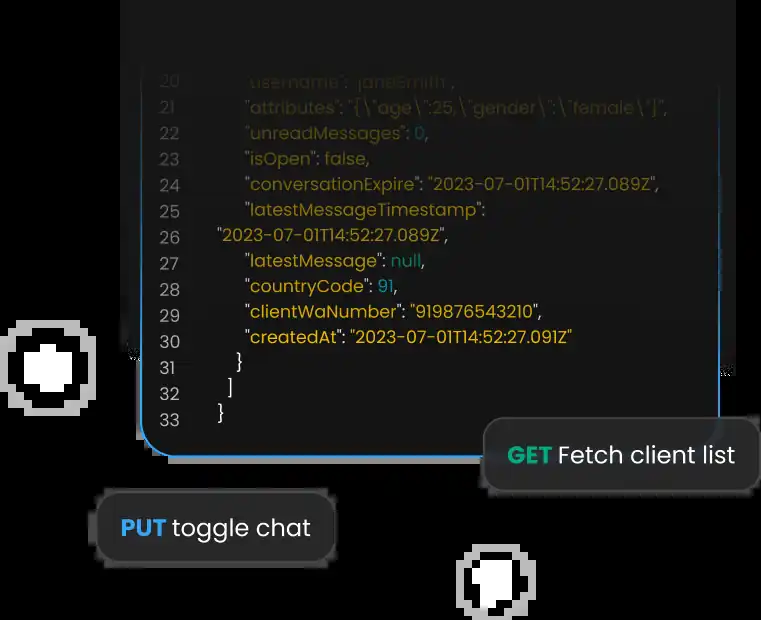 20 "username": "janeSmith",
21 "attributes": "{\"age\":25,\"gender\":\"female\"}",
22 "unreadMessages": 0,
23 "isOpen": false,
24 "conversationExpire": "2023-07-01T14:52:27.089Z",
25 "latestMessageTimestamp":
26 "2023-07-01T14:52:27.089Z",
27 "latestMessage": null,
28 "countryCode": 91,
29 "clientWaNumber": "919876543210",
30 "createdAt": "2023-07-01T14:52:27.091Z"
31 }
32 ]
33 }
GET Fetch client list
PUT toggle chat